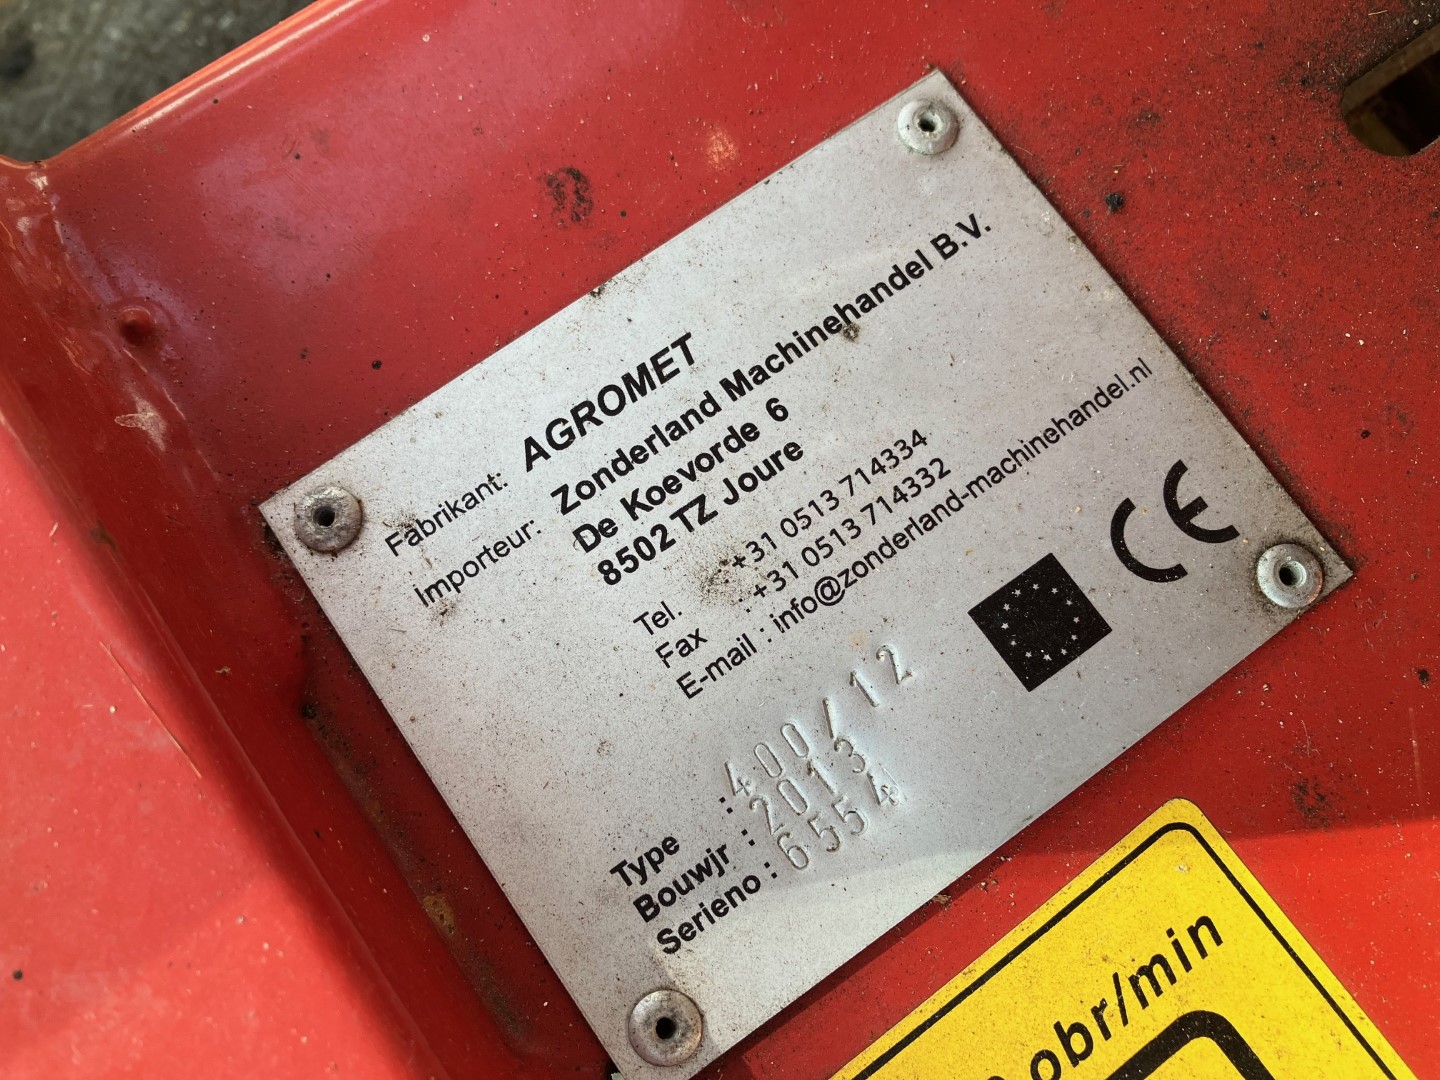 Fabrikant: AGROMET
Importeur: Zonderland Machinehandel B.V.
De Koevorde 6
8502 TZ Joure
Tel. : +31 0513 714334
Fax : +31 0513 714332
E-mail : info@zonderland-machinehandel.nl
CE
Type : 400/12
Bouwjr : 2013
Serieno : 6554
obr/min